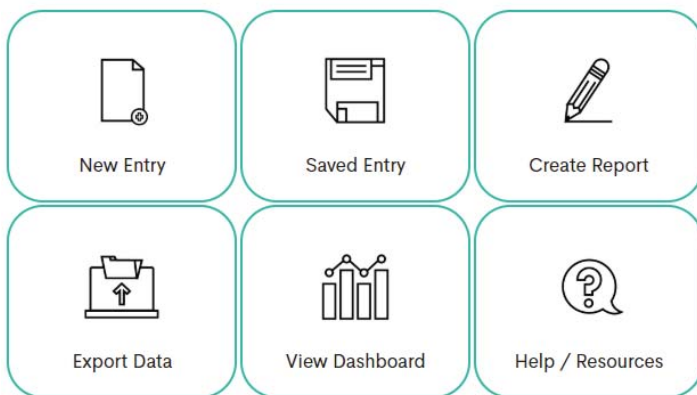 New Entry
Saved Entry
Create Report
Export Data
View Dashboard
Help / Resources